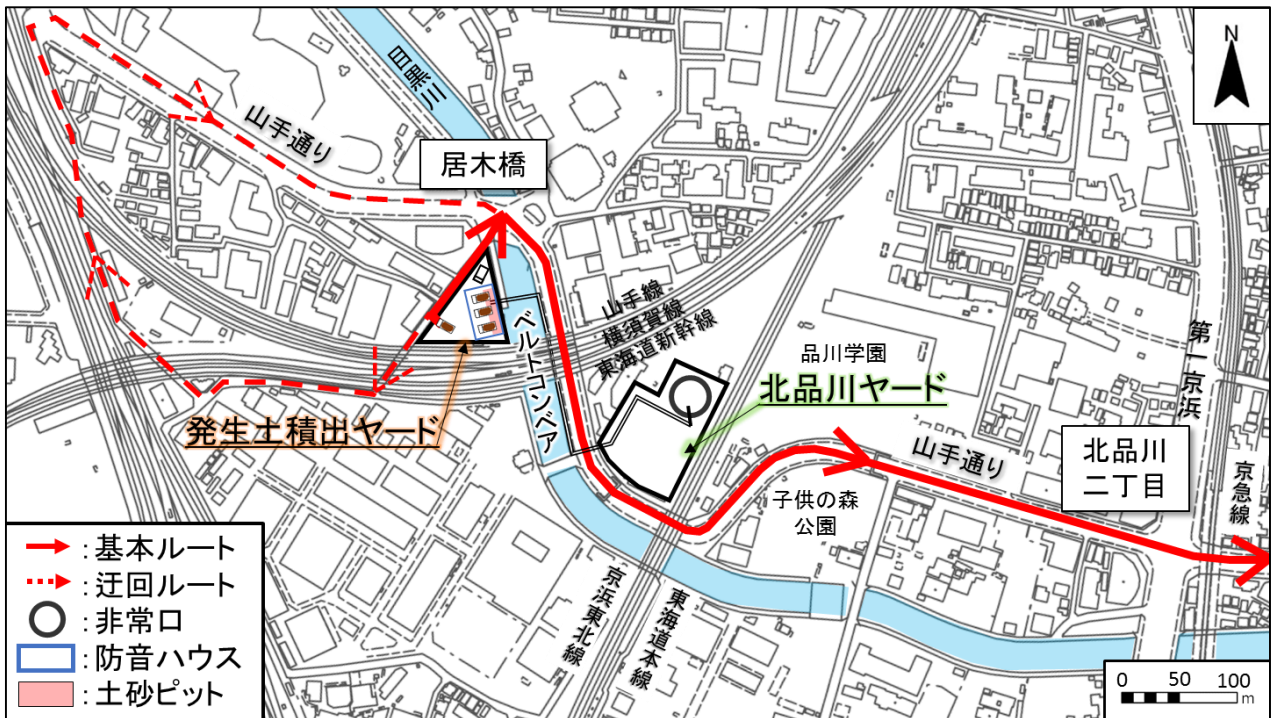 N
目黒川
山手通り
居木橋
山手線
横須賀線
東海道新幹線
ベルトコンベア
品川学園
北品川ヤード
第一京浜
発生土積出ヤード
山手通り
北品川
二丁目
京急線
子供の森
公園
京浜東北線
東海道本線
:基本ルート
:迂回ルート
:非常口
:防音ハウス
:土砂ピット
0 50 100
m